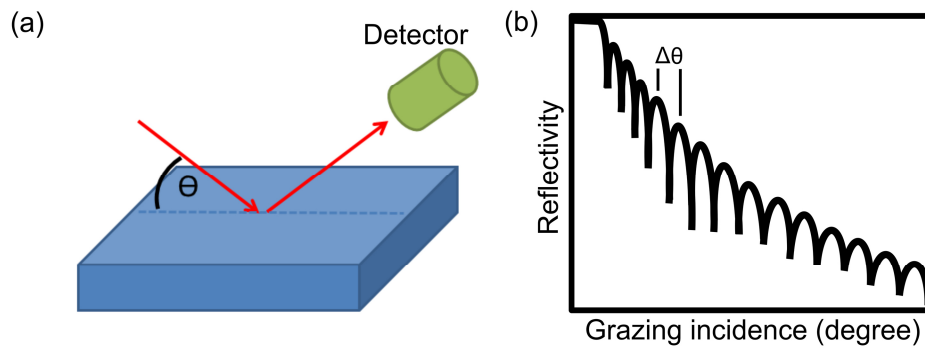 (a)
Detector
Θ
(b)
Δθ
Reflectivity
Grazing incidence (degree)